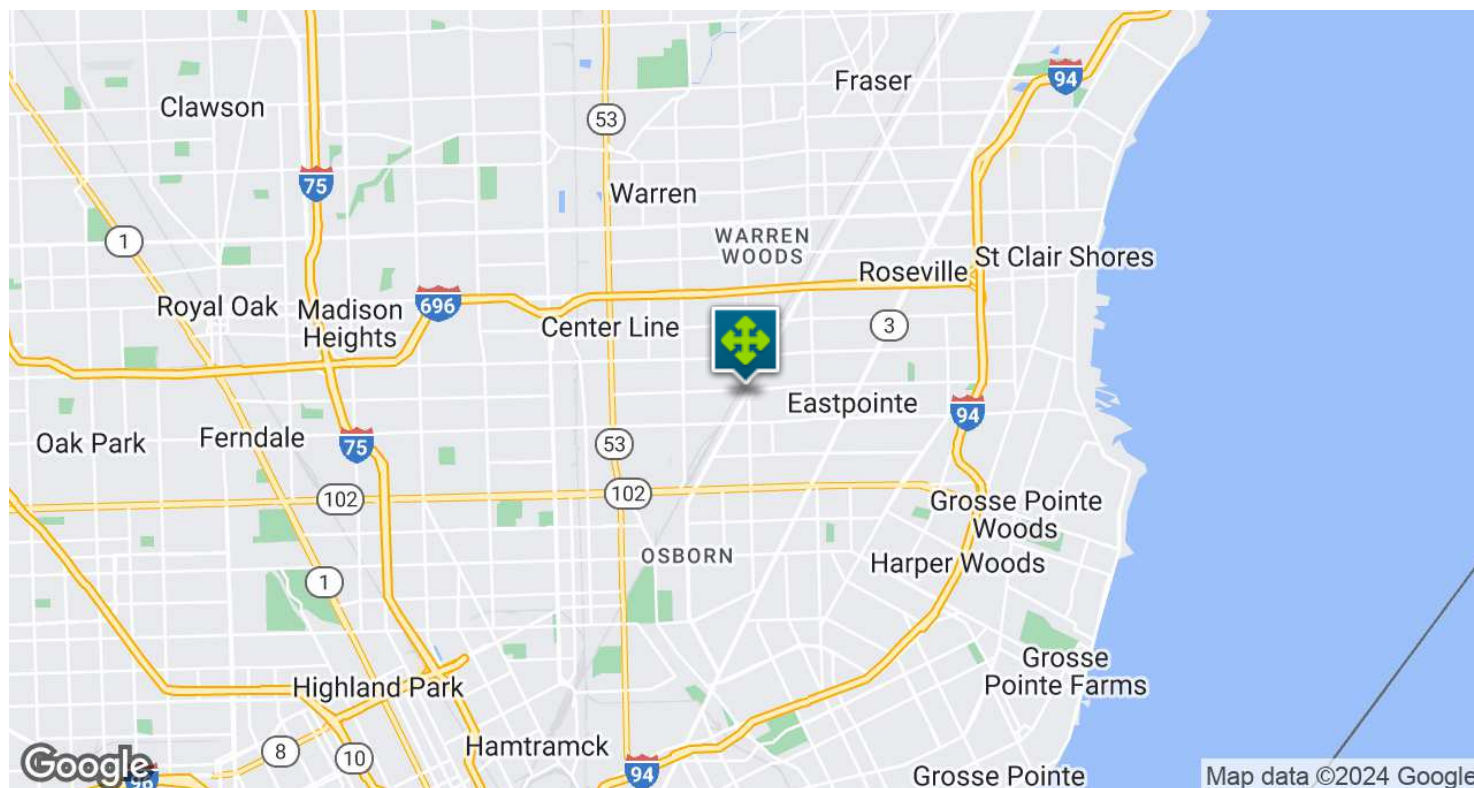 Fraser
94
Clawson
53
75
Warren
1
WARREN
WOODS
St Clair Shores
Roseville
Royal Oak
Madison
Heights
696
Center Line
3
Eastpointe
94
Oak Park
Ferndale
75
53
102
102
Grosse Pointe
Woods
OSBORN
Harper Woods
1
Grosse
Pointe Farms
Highland Park
Hamtramck
8
10
94
Google
96
Grosse Pointe
Map data ©2024 Google